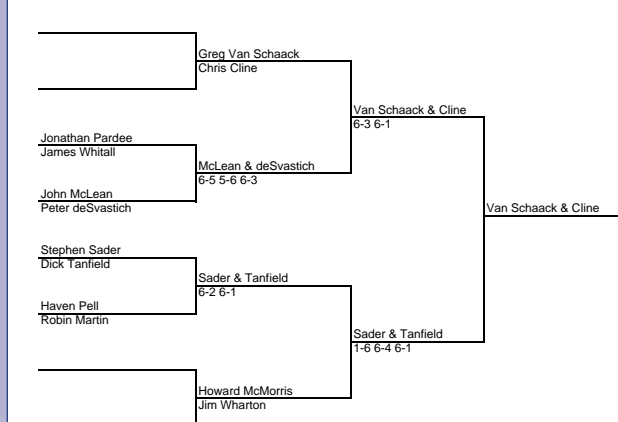 Greg Van Schaack
Chris Cline
Van Schaack & Cline
6-3 6-1
Jonathan Pardee
James Whitall
McLean & deSvastich
6-5 5-6 6-3
John McLean
Peter deSvastich
Van Schaack & Cline
Stephen Sader
Dick Tanfield
Sader & Tanfield
6-2 6-1
Haven Pell
Robin Martin
Sader & Tanfield
1-6 6-4 6-1
Howard McMorris
Jim Wharton